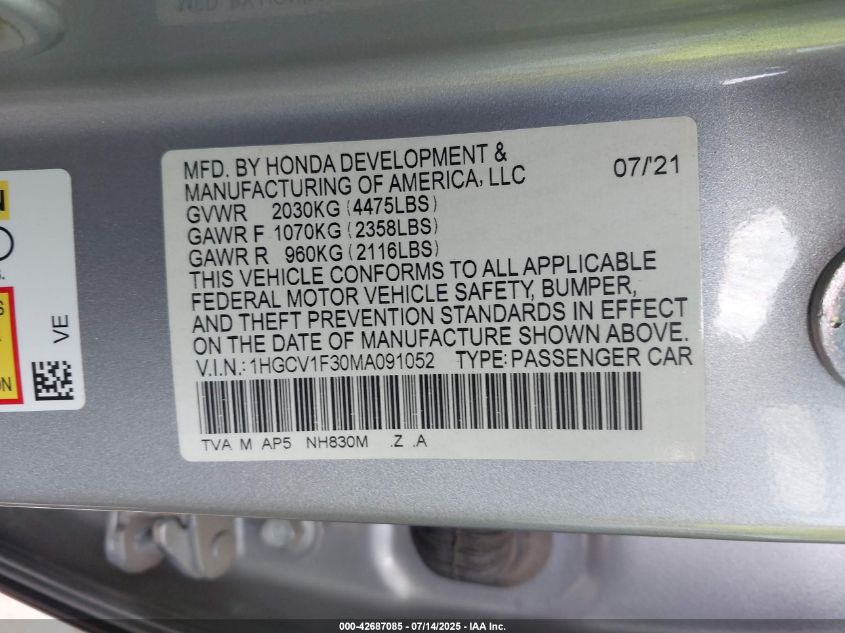 MFD. BY HONDA DEVELOPMENT & MANUFACTURING OF AMERICA, LLC 07/'21
GVWR 2030KG (4475LBS)
GAWR F 1070KG (2358LBS)
GAWR R 960KG (2116LBS)
THIS VEHICLE CONFORMS TO ALL APPLICABLE
FEDERAL MOTOR VEHICLE SAFETY, BUMPER,
AND THEFT PREVENTION STANDARDS IN EFFECT
ON THE DATE OF MANUFACTURE SHOWN ABOVE.
V.I.N.: 1HGCV1F30MA091052 TYPE: PASSENGER CAR
TVA M AP5 NH830M .Z .A
VE
000-42687085 - 07/14/2025 - IAA Inc.